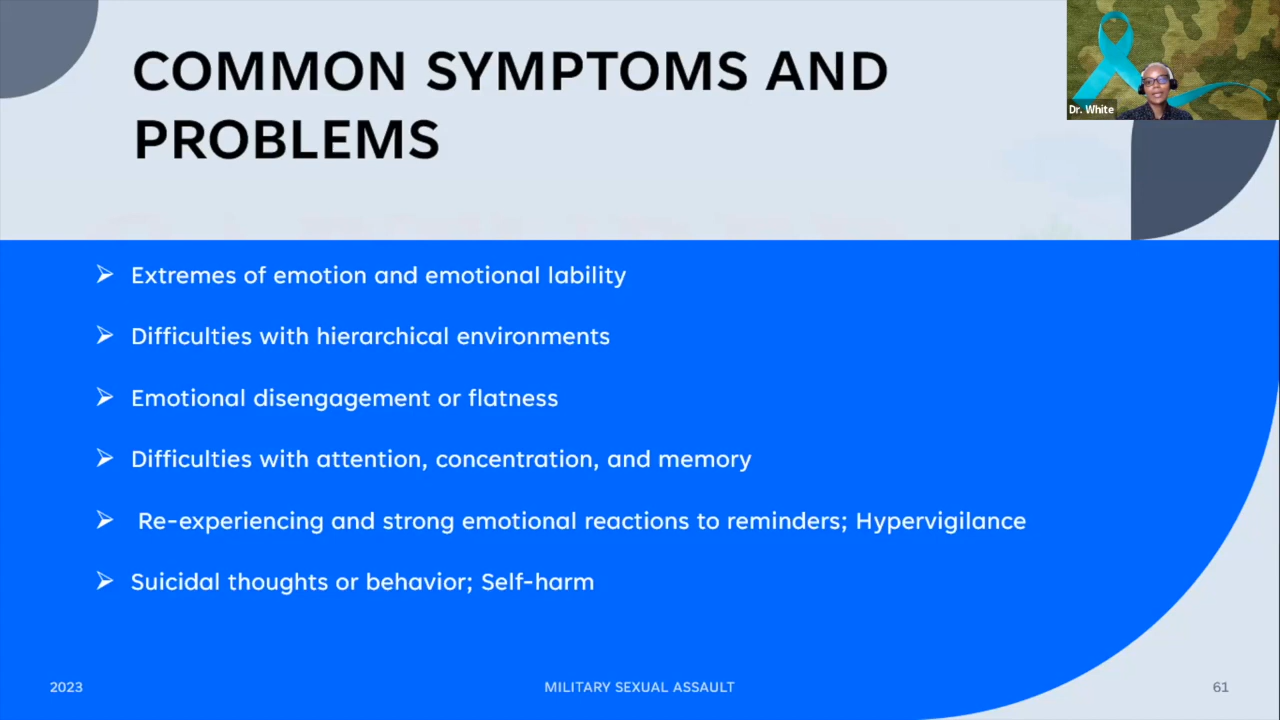 COMMON SYMPTOMS AND
PROBLEMS
Dr. White
➢ Extremes of emotion and emotional lability
➢ Difficulties with hierarchical environments
➢ Emotional disengagement or flatness
➢ Difficulties with attention, concentration, and memory
➢ Re-experiencing and strong emotional reactions to reminders; Hypervigilance
➢ Suicidal thoughts or behavior; Self-harm
2023
MILITARY SEXUAL ASSAULT
61